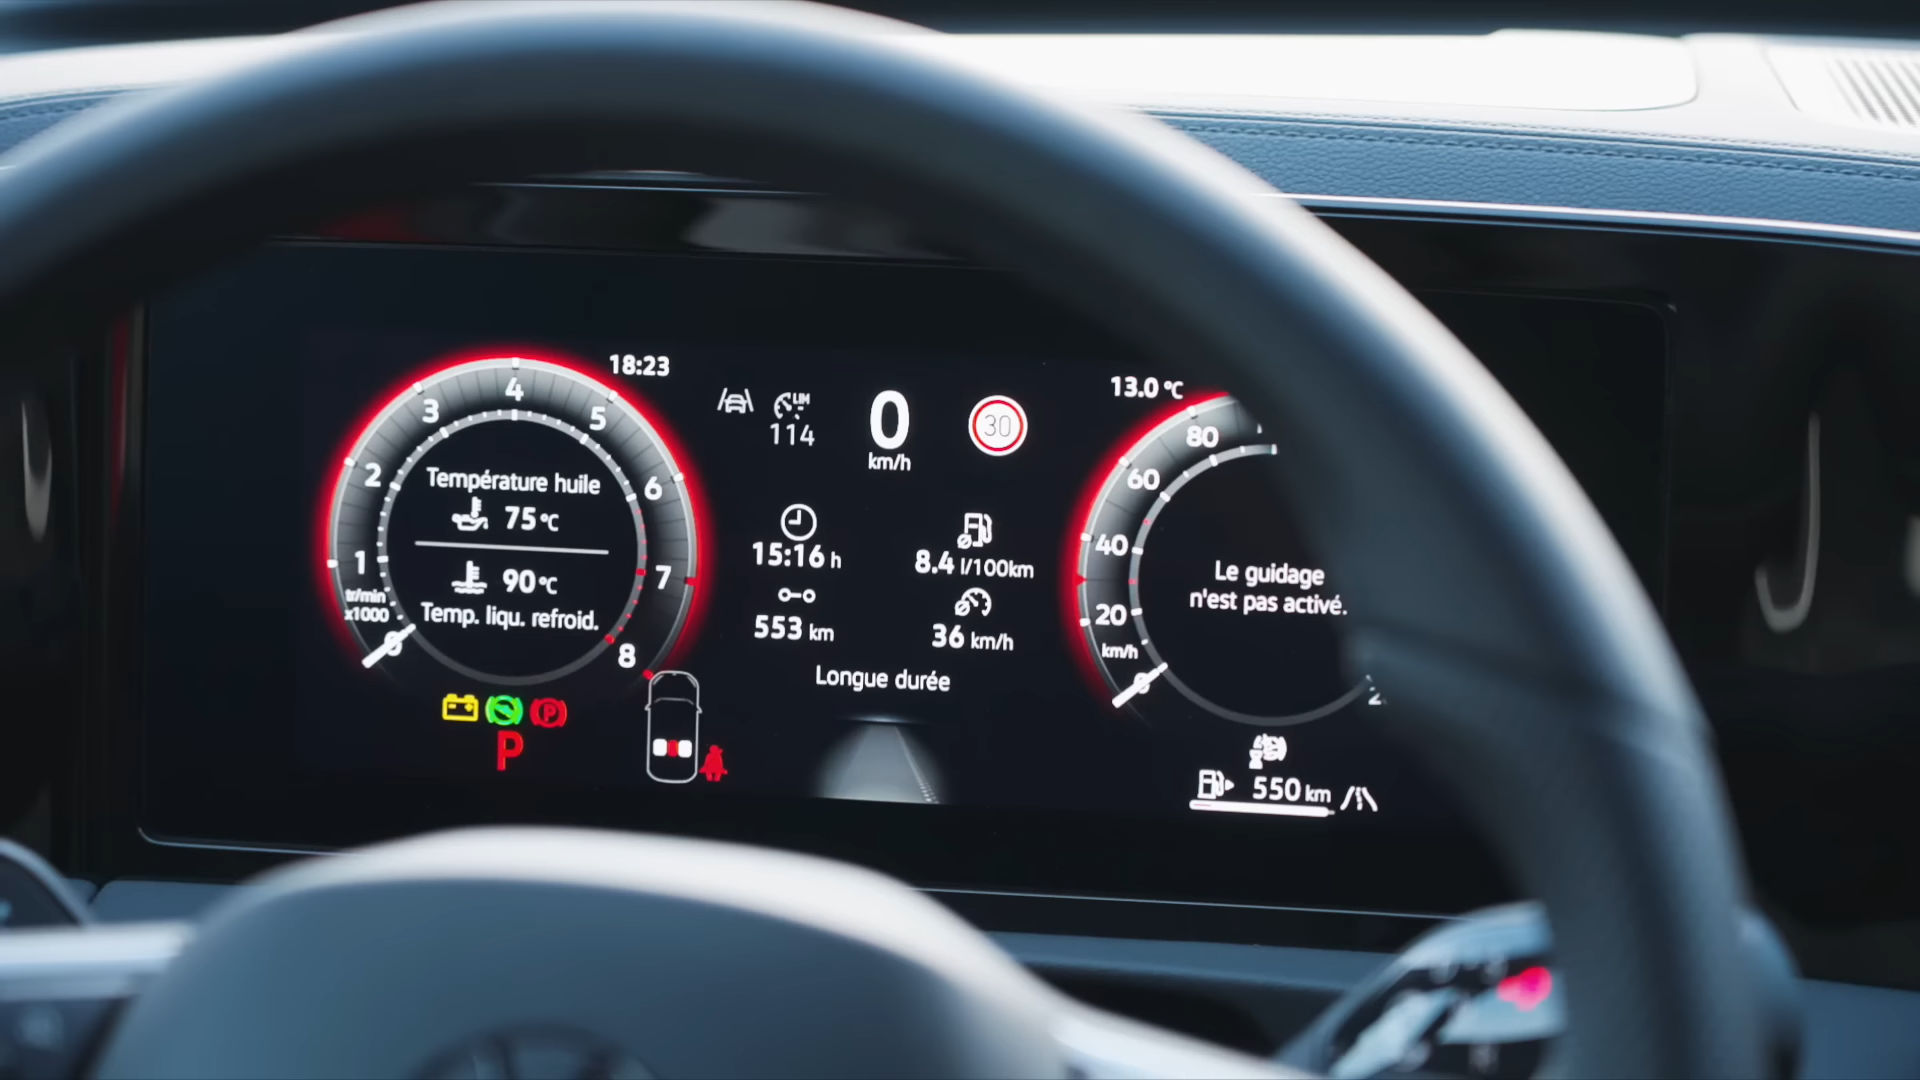 18:23
1
2
3
4
5
6
7
8
0
tr/min
x1000
Température huile
75 °C
90 °C
Temp. liqu. refroid.
P
P
LIM
114
0
km/h
30
15:16 h
8.4 l/100km
553 km
36 km/h
Longue durée
13.0 °C
80
60
40
20
km/h
0
Le guidage
n'est pas activé.
550 km